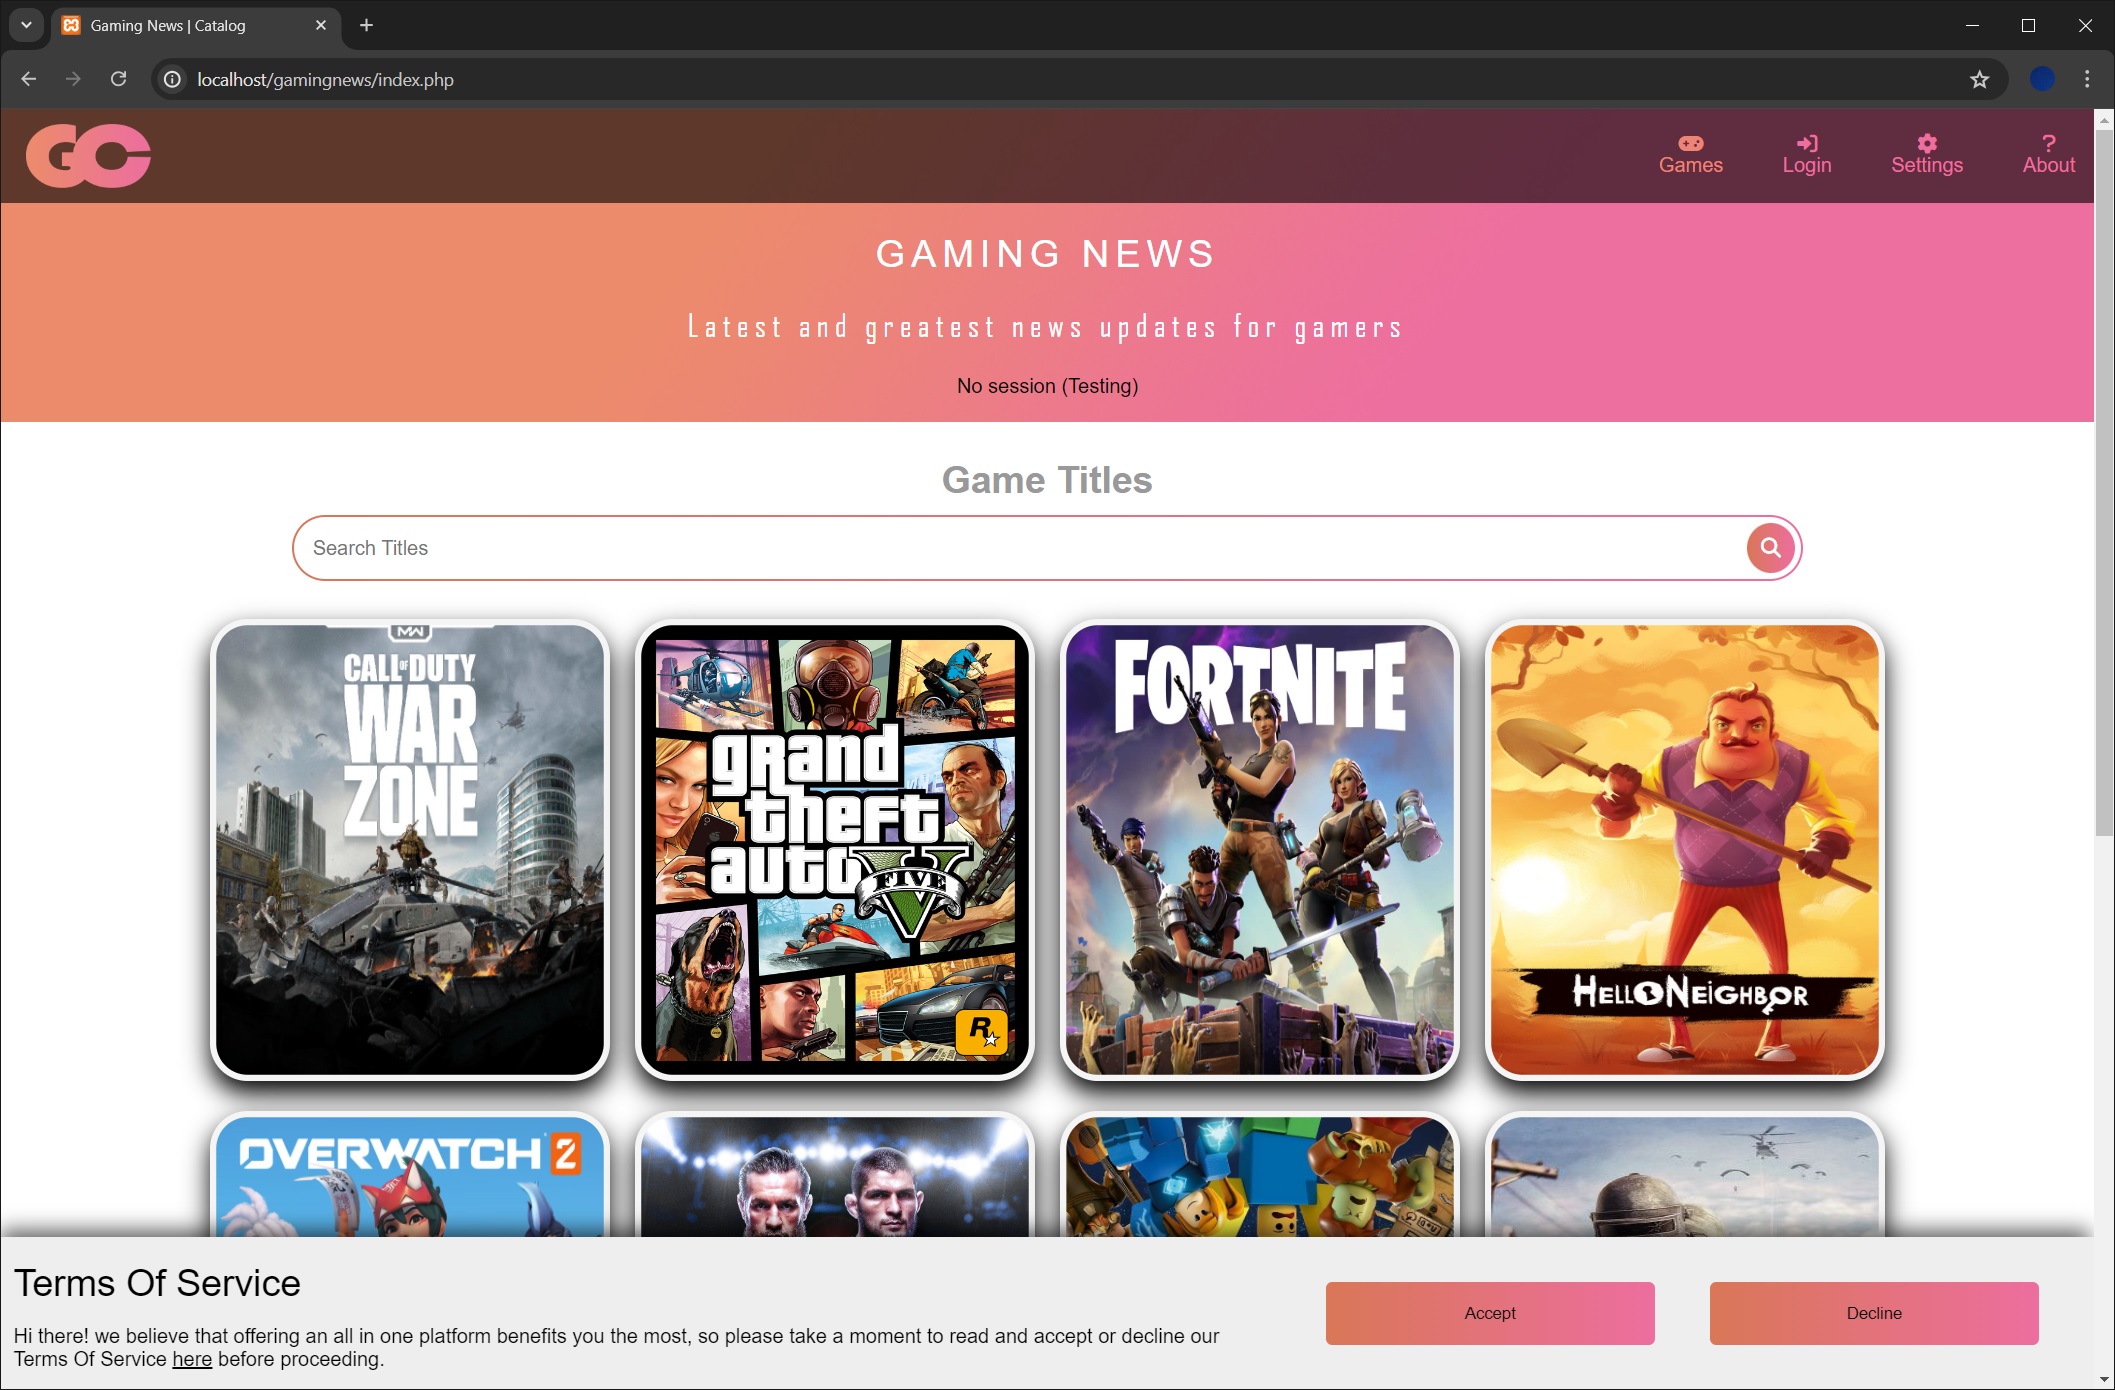 Gaming News | Catalog
localhost/gamingnews/index.php
GC
Games
Login
Settings
?
About
GAMING NEWS
Latest and greatest news updates for gamers
No session (Testing)
Game Titles
Search Titles
MW
CALL OF DUTY
WAR
ZONE
grand
theft
auto V
FIVE
R
FORTNITE
HELLO NEiGHBOR
OVERWATCH 2
Terms Of Service
Hi there! we believe that offering an all in one platform benefits you the most, so please take a moment to read and accept or decline our
Terms Of Service here before proceeding.
Accept
Decline